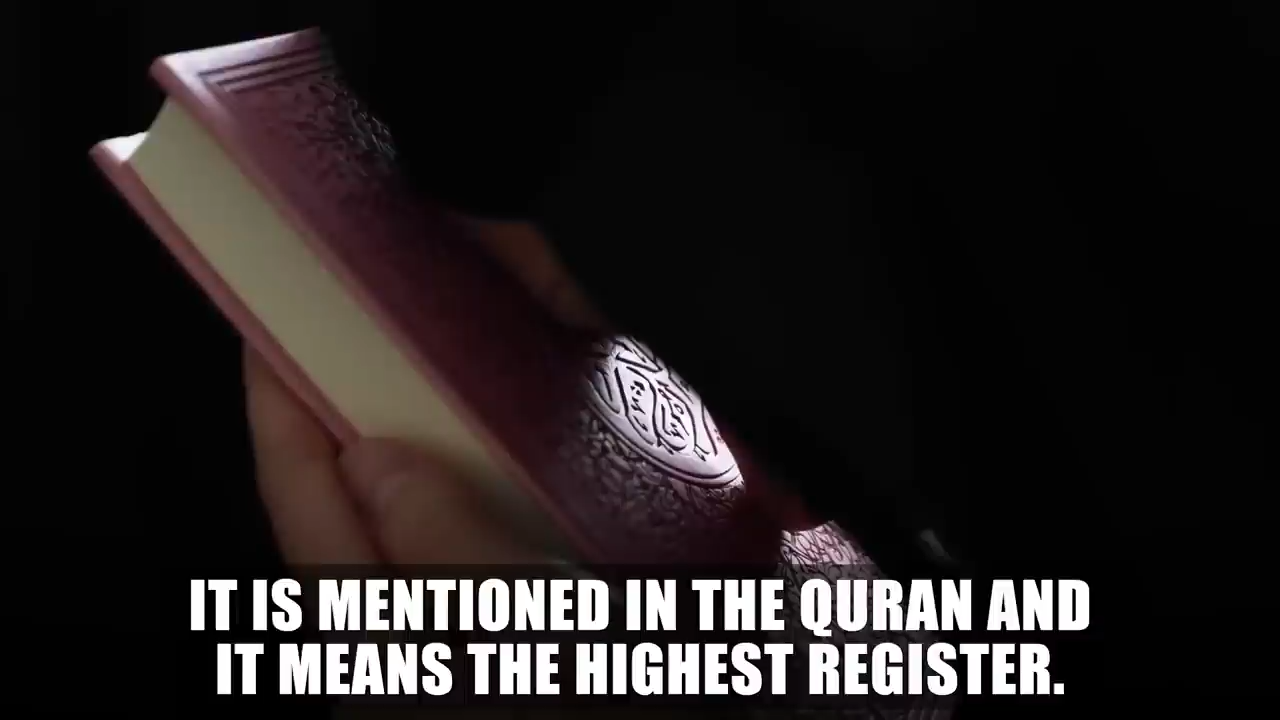 IT IS MENTIONED IN THE QURAN AND
IT MEANS THE HIGHEST REGISTER.